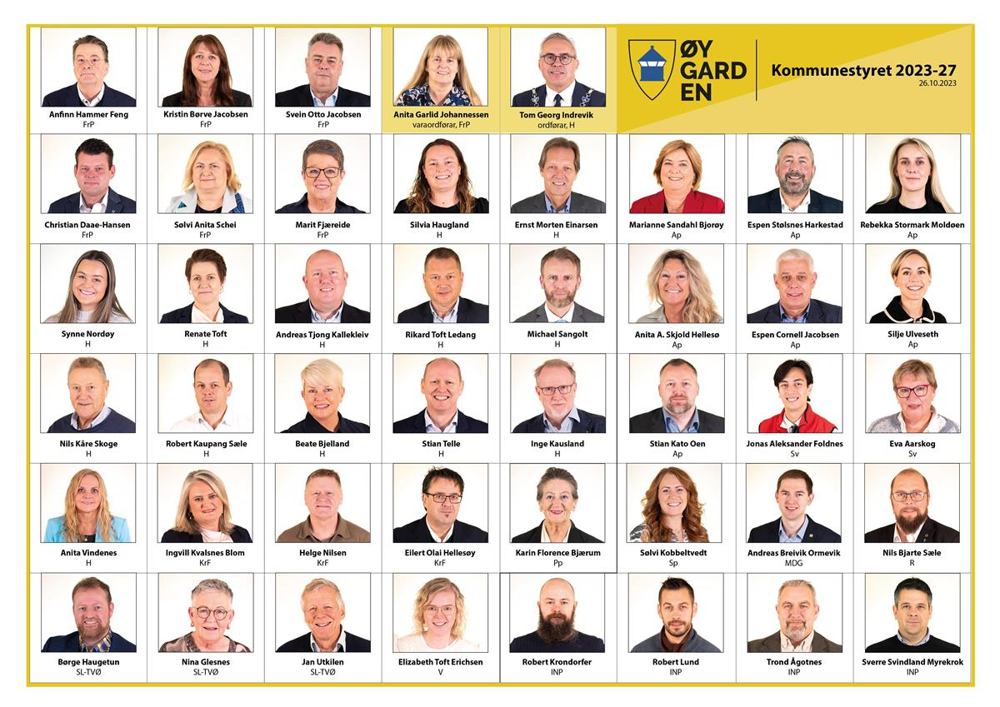 ØY
GARD
EN
Kommunestyret 2023-27
26.10.2023
Anfinn Hammer Feng
FrP
Kristin Børve Jacobsen
FrP
Svein Otto Jacobsen
FrP
Anita Garlid Johannessen
varaordførar, FrP
Tom Georg Indrevik
ordførar, H
Christian Daae-Hansen
FrP
Sølvi Anita Schei
FrP
Marit Fjæreide
FrP
Silvia Haugland
H
Ernst Morten Einarsen
H
Marianne Sandahl Bjorøy
Ap
Espen Stølsnes Harkestad
Ap
Rebekka Stormark Moldøen
Ap
Synne Nordøy
H
Renate Toft
H
Andreas Tjong Kallekleiv
H
Rikard Toft Ledang
H
Michael Sangolt
H
Anita A. Skjold Hellesø
Ap
Espen Cornell Jacobsen
Ap
Silje Ulveseth
Ap
Nils Kåre Skoge
H
Robert Kaupang Sæle
H
Beate Bjelland
H
Stian Telle
H
Inge Kausland
H
Stian Kato Oen
Ap
Jonas Aleksander Foldnes
Sv
Eva Aarskog
Sv
Anita Vindenes
H
Ingvill Kvalsnes Blom
KrF
Helge Nilsen
KrF
Eilert Olai Hellesøy
KrF
Karin Florence Bjærum
Pp
Sølvi Kobbeltvedt
Sp
Andreas Breivik Ormevik
MDG
Nils Bjarte Sæle
R
Børge Haugetun
SL-TVØ
Nina Glesnes
SL-TVØ
Jan Utkilen
SL-TVØ
Elizabeth Toft Erichsen
V
Robert Krondorfer
INP
Robert Lund
INP
Trond Ågotnes
INP
Sverre Svindland Myrekrok
INP